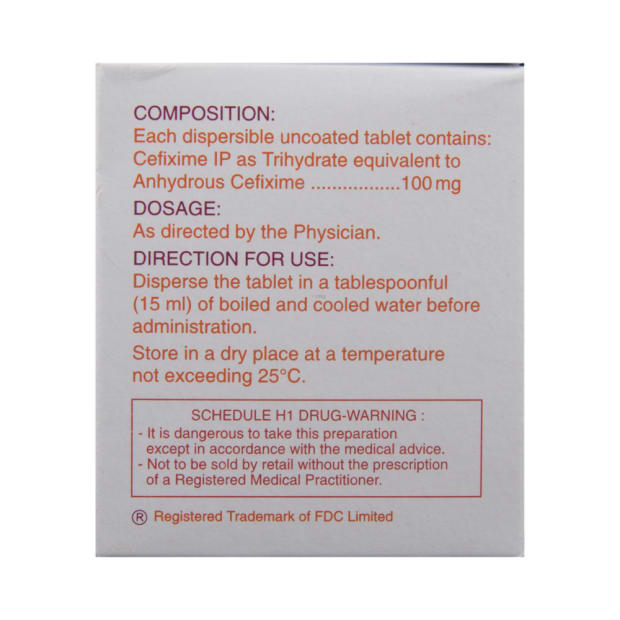 COMPOSITION:
Each dispersible uncoated tablet contains:
Cefixime IP as Trihydrate equivalent to
Anhydrous Cefixime .................100 mg
DOSAGE:
As directed by the Physician.
DIRECTION FOR USE:
Disperse the tablet in a tablespoonful
(15 ml) of boiled and cooled water before
administration.
Store in a dry place at a temperature
not exceeding 25°C.
SCHEDULE H1 DRUG-WARNING :
- It is dangerous to take this preparation
except in accordance with the medical advice.
- Not to be sold by retail without the prescription
of a Registered Medical Practitioner.
® Registered Trademark of FDC Limited